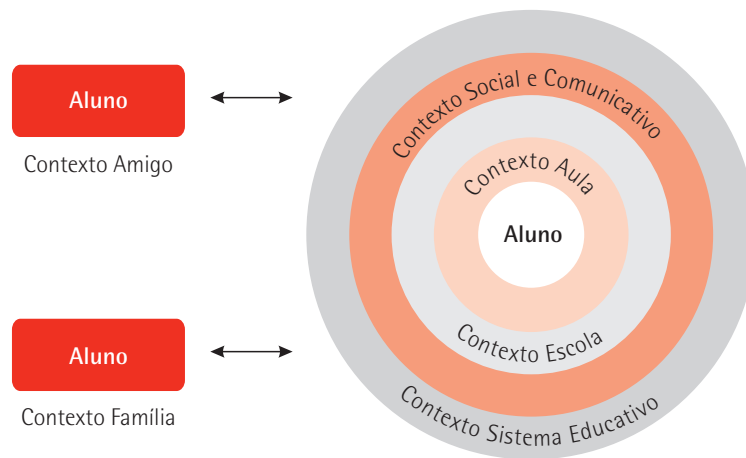 Aluno
Contexto Amigo
Aluno
Contexto Família
Contexto Social e Comunicativo
Contexto Aula
Aluno
Contexto Escola
Contexto Sistema Educativo